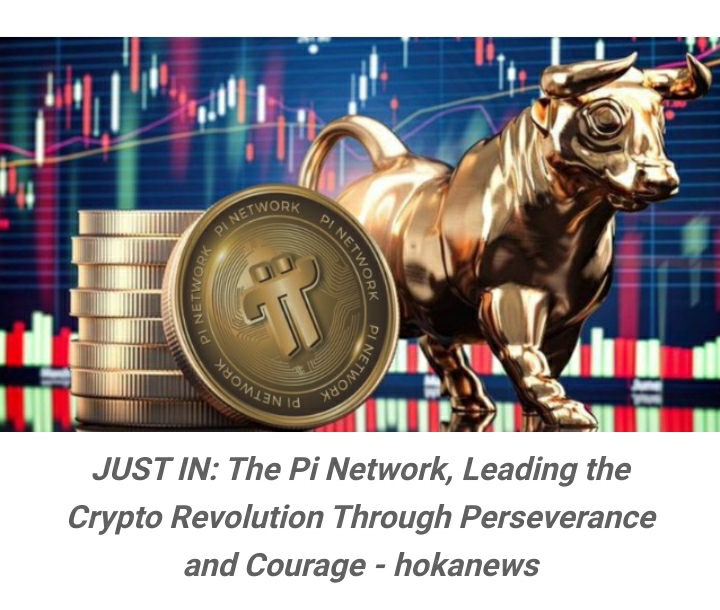 PI NETWORK PI NETWORK PI NETWORK PI NETWORK
June
JUST IN: The Pi Network, Leading the
Crypto Revolution Through Perseverance
and Courage - hokanews